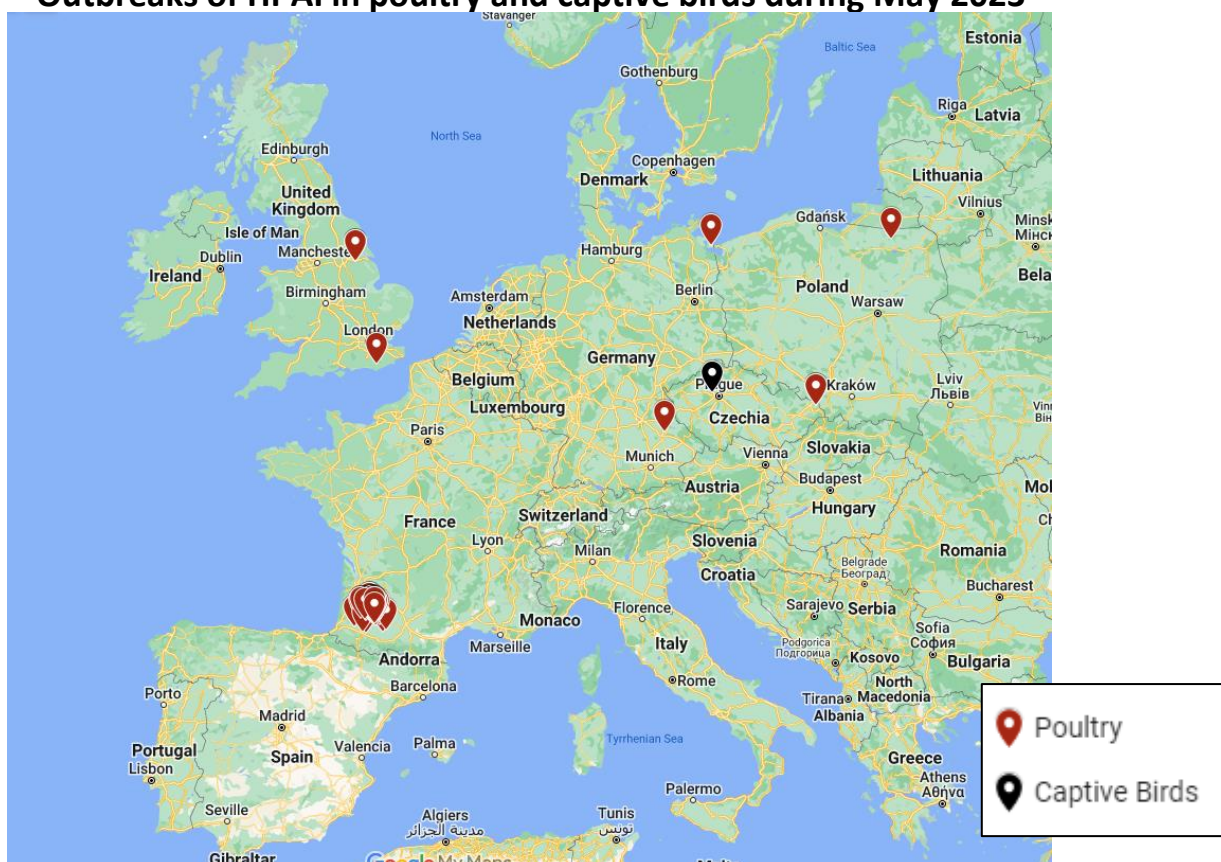 Outbreaks of HPAI in poultry and captive birds during May 2023
Stavanger
Baltic Sea
Estonia
Gothenburg
Riga
Latvia
North Sea
Edinburgh
Copenhagen
Denmark
Lithuania
United
Kingdom
Vilnius
Isle of Man
Gdańsk
Minsk
Мінск
Dublin
Mancheste
Hamburg
Ireland
Bela
Birmingham
Amsterdam
Berlin
Poland
Warsaw
Netherlands
London
Germany
Belgium
Prague
Kraków
Lviv
Львів
Luxembourg
Czechia
Paris
Slovakia
Munich
Vienna
Budapest
Austria
Hungary
Mol
France
Switzerland
Slovenia
Lyon
Milan
Croatia
Romania
Belgrade
Београд
Bucharest
Florence
Sarajevo
Serbia
Monaco
Sofia
София
Marseille
Italy
Podgorica
Подгорица
Kosovo
Bulgaria
Andorra
Rome
North
Macedonia
Barcelona
Porto
Tirana
Albania
Madrid
Poultry
Portugal
Lisbon
Spain
Valencia
Palma
Tyrrhenian Sea
Greece
Athens
Αθήνα
Captive Birds
Palermo
Seville
Algiers
مدينة الجزائر
Tunis
تونس
Gibraltar
Google My Maps